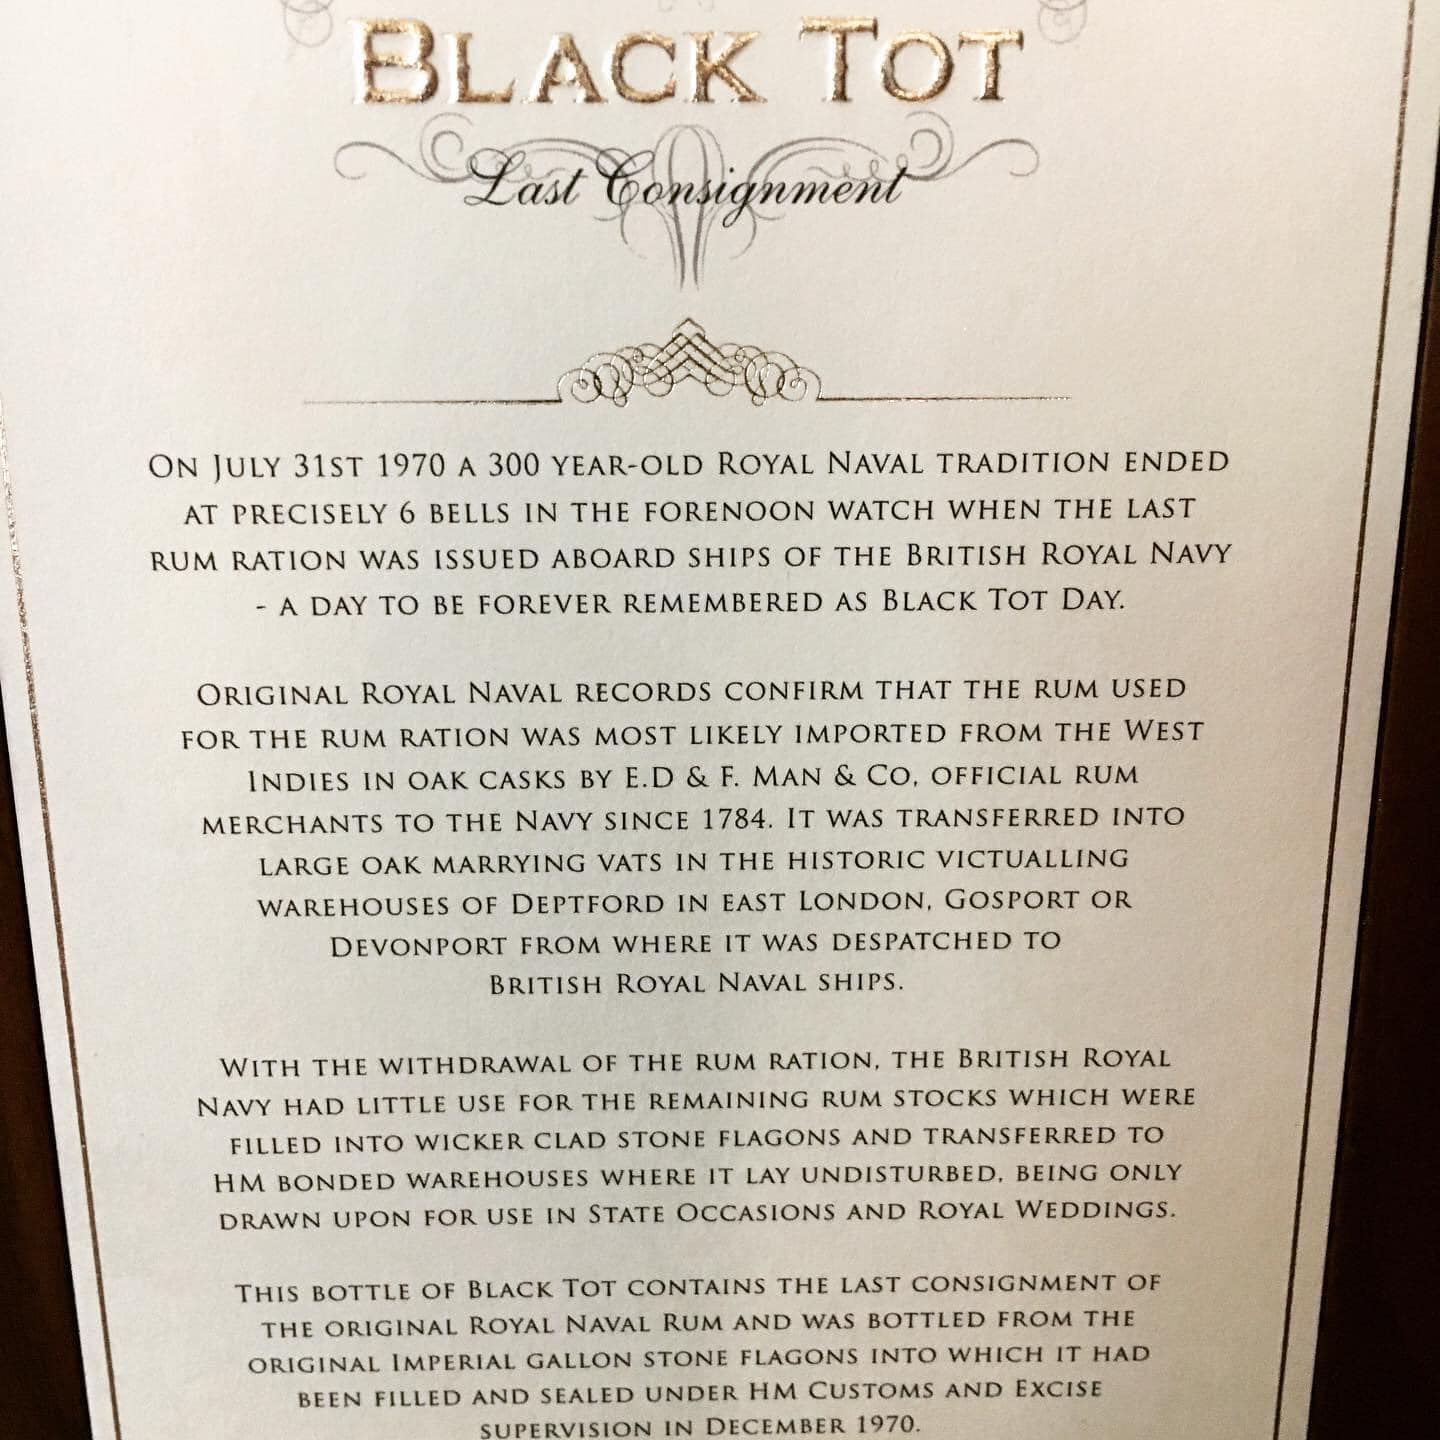 BLACK TOT
Last Consignment
ON JULY 31ST 1970 A 300 YEAR-OLD ROYAL NAVAL TRADITION ENDED
AT PRECISELY 6 BELLS IN THE FORENOON WATCH WHEN THE LAST
RUM RATION WAS ISSUED ABOARD SHIPS OF THE BRITISH ROYAL NAVY
- A DAY TO BE FOREVER REMEMBERED AS BLACK TOT DAY.
ORIGINAL ROYAL NAVAL RECORDS CONFIRM THAT THE RUM USED
FOR THE RUM RATION WAS MOST LIKELY IMPORTED FROM THE WEST
INDIES IN OAK CASKS BY E.D & F. MAN & CO, OFFICIAL RUM
MERCHANTS TO THE NAVY SINCE 1784. IT WAS TRANSFERRED INTO
LARGE OAK MARRYING VATS IN THE HISTORIC VICTUALLING
WAREHOUSES OF DEPTFORD IN EAST LONDON, GOSPORT OR
DEVONPORT FROM WHERE IT WAS DESPATCHED TO
BRITISH ROYAL NAVAL SHIPS.
WITH THE WITHDRAWAL OF THE RUM RATION, THE BRITISH ROYAL
NAVY HAD LITTLE USE FOR THE REMAINING RUM STOCKS WHICH WERE
FILLED INTO WICKER CLAD STONE FLAGONS AND TRANSFERRED TO
HM BONDED WAREHOUSES WHERE IT LAY UNDISTURBED, BEING ONLY
DRAWN UPON FOR USE IN STATE OCCASIONS AND ROYAL WEDDINGS.
THIS BOTTLE OF BLACK TOT CONTAINS THE LAST CONSIGNMENT OF
THE ORIGINAL ROYAL NAVAL RUM AND WAS BOTTLED FROM THE
ORIGINAL IMPERIAL GALLON STONE FLAGONS INTO WHICH IT HAD
BEEN FILLED AND SEALED UNDER HM CUSTOMS AND EXCISE
SUPERVISION IN DECEMBER 1970.